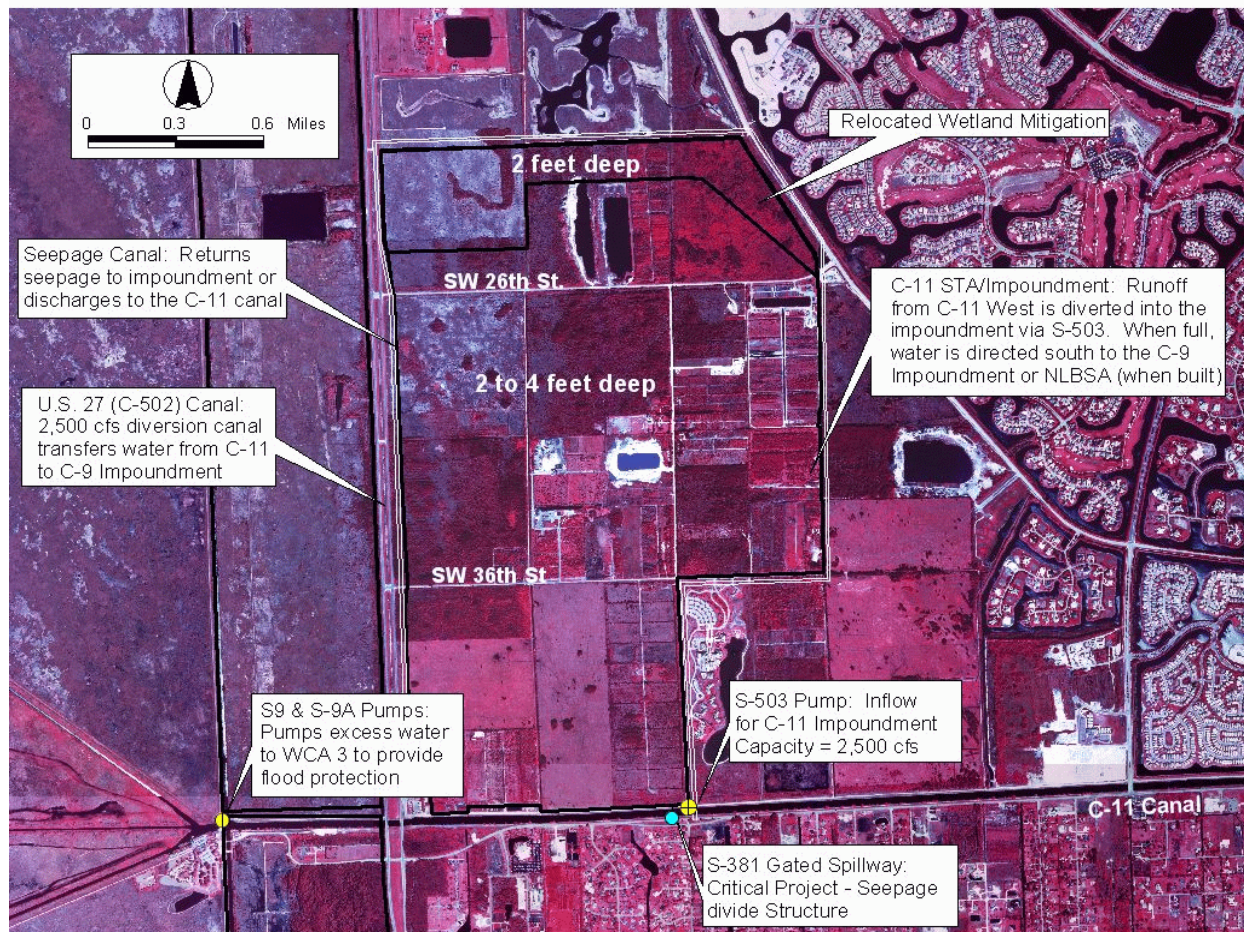 0 0.3 0.6 Miles
Relocated Wetland Mitigation
2 feet deep
Seepage Canal: Returns
seepage to impoundment or
discharges to the C-11 canal
SW 26th St.
C-11 STA/Impoundment: Runoff
from C-11 West is diverted into the
impoundment via S-503. When full,
water is directed south to the C-9
Impoundment or NLBSA (when built)
2 to 4 feet deep
U.S. 27 (C-502) Canal:
2,500 cfs diversion canal
transfers water from C-11
to C-9 Impoundment
SW 36th St
S9 & S-9A Pumps:
Pumps excess water
to WCA 3 to provide
flood protection
S-503 Pump: Inflow
for C-11 Impoundment
Capacity = 2,500 cfs
C-11 Canal
S-381 Gated Spillway:
Critical Project - Seepage
divide Structure